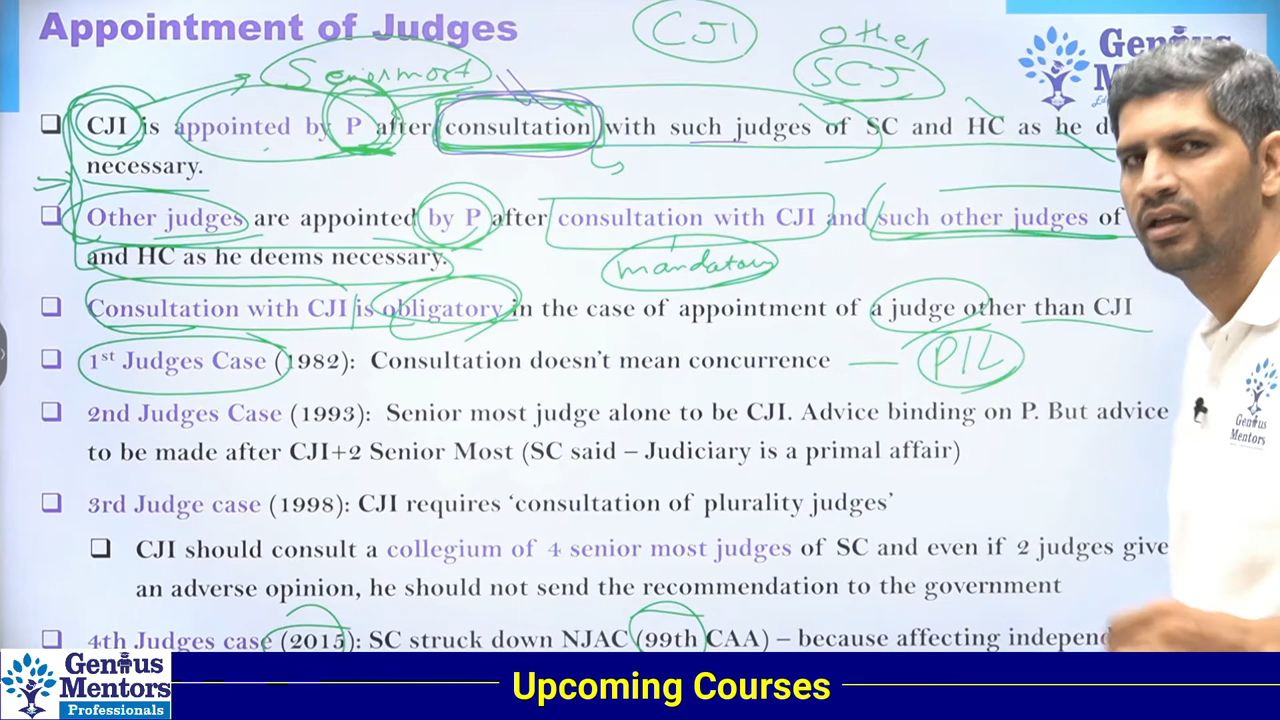 Appointment of Judges
CJI
Other
SCJ
Seniormost
Genius
CJI is appointed by P after consultation with such judges of SC and HC as he
necessary.
Other judges are appointed by P after consultation with CJI and such other judges of
and HC as he deems necessary.
mandatory
Consultation with CJI is obligatory in the case of appointment of a judge other than CJI
1st Judges Case (1982): Consultation doesn't mean concurrence
PIL
2nd Judges Case (1993): Senior most judge alone to be CJI. Advice binding on P. But advice
to be made after CJI+2 Senior Most (SC said – Judiciary is a primal affair)
3rd Judge case (1998): CJI requires 'consultation of plurality judges'
CJI should consult a collegium of 4 senior most judges of SC and even if 2 judges give
an adverse opinion, he should not send the recommendation to the government
4th Judges case (2015): SC struck down NJAC (99th CAA) – because affecting
Genius
Mentors
Genius
Mentors
Professionals
Upcoming Courses